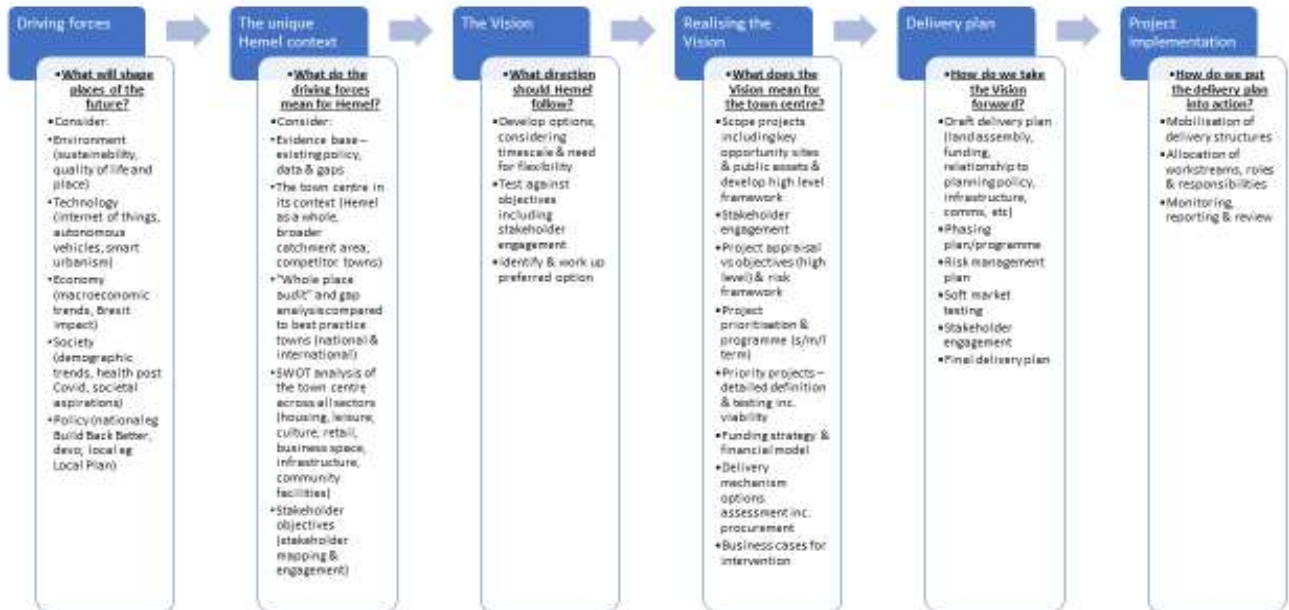 Driving forces
• What will shape
places of the
future?
• Consider:
• Environment
(sustainability,
quality of life and
place)
• Technology
(internet of things,
autonomous
vehicles, smart
urbanism)
• Economy
(macroeconomic
trends, Brexit
impact)
• Society
(demographic
trends, health post
Covid, societal
aspirations)
• Policy (national eg
Build Back Better,
devo, local eg
Local Plan)
The unique
Hemel context
• What do the
driving forces
mean for Hemel?
• Consider:
• Evidence base –
existing policy,
data & gaps
• The town centre in
its context (Hemel
as a whole,
broader
catchment area,
competitor towns)
• "Whole place
audit" and gap
analysis compared
to best practice
towns (national &
international)
• SWOT analysis of
the town centre
across all sectors
(housing, leisure,
culture, retail,
business space,
infrastructure,
community
facilities)
• Stakeholder
objectives
(stakeholder
mapping &
engagement)
The Vision
• What direction
should Hemel
follow?
• Develop options,
considering
timescale & need
for flexibility
• Test against
objectives
including
stakeholder
engagement
• Identify & work up
preferred option
Realising the
Vision
• What does the
Vision mean for
the town centre?
• Scope projects
including key
opportunity sites
& public assets &
develop high level
framework
• Stakeholder
engagement
• Project appraisal
vs objectives (high
level) & risk
framework
• Project
prioritisation &
programme (s/m/l
term)
• Priority projects –
detailed definition
& testing inc.
viability
• Funding strategy &
financial model
• Delivery
mechanism
options
assessment inc.
procurement
• Business cases for
intervention
Delivery plan
• How do we take
the Vision
forward?
• Draft delivery plan
(land assembly,
funding,
relationship to
planning policy,
infrastructure,
comms, etc)
• Phasing
plan/programme
• Risk management
plan
• Soft market
testing
• Stakeholder
engagement
• Final delivery plan
Project
implementation
• How do we put
the delivery plan
into action?
• Mobilisation of
delivery structures
• Allocation of
workstreams, roles
& responsibilities
• Monitoring,
reporting & review